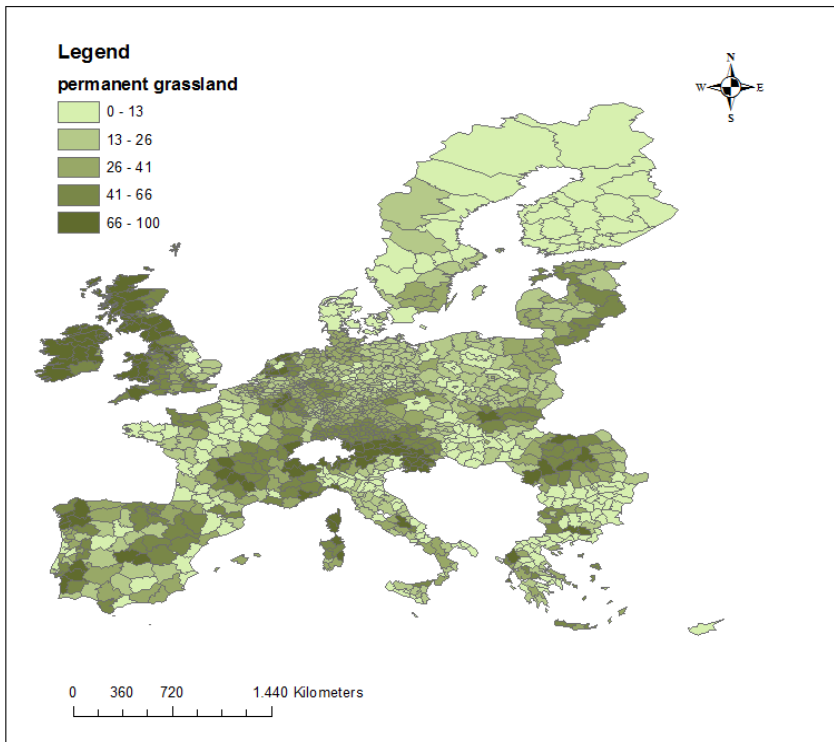 Legend
permanent grassland
0 - 13
13 - 26
26 - 41
41 - 66
66 - 100
N
W E
S
0 360 720 1.440 Kilometers